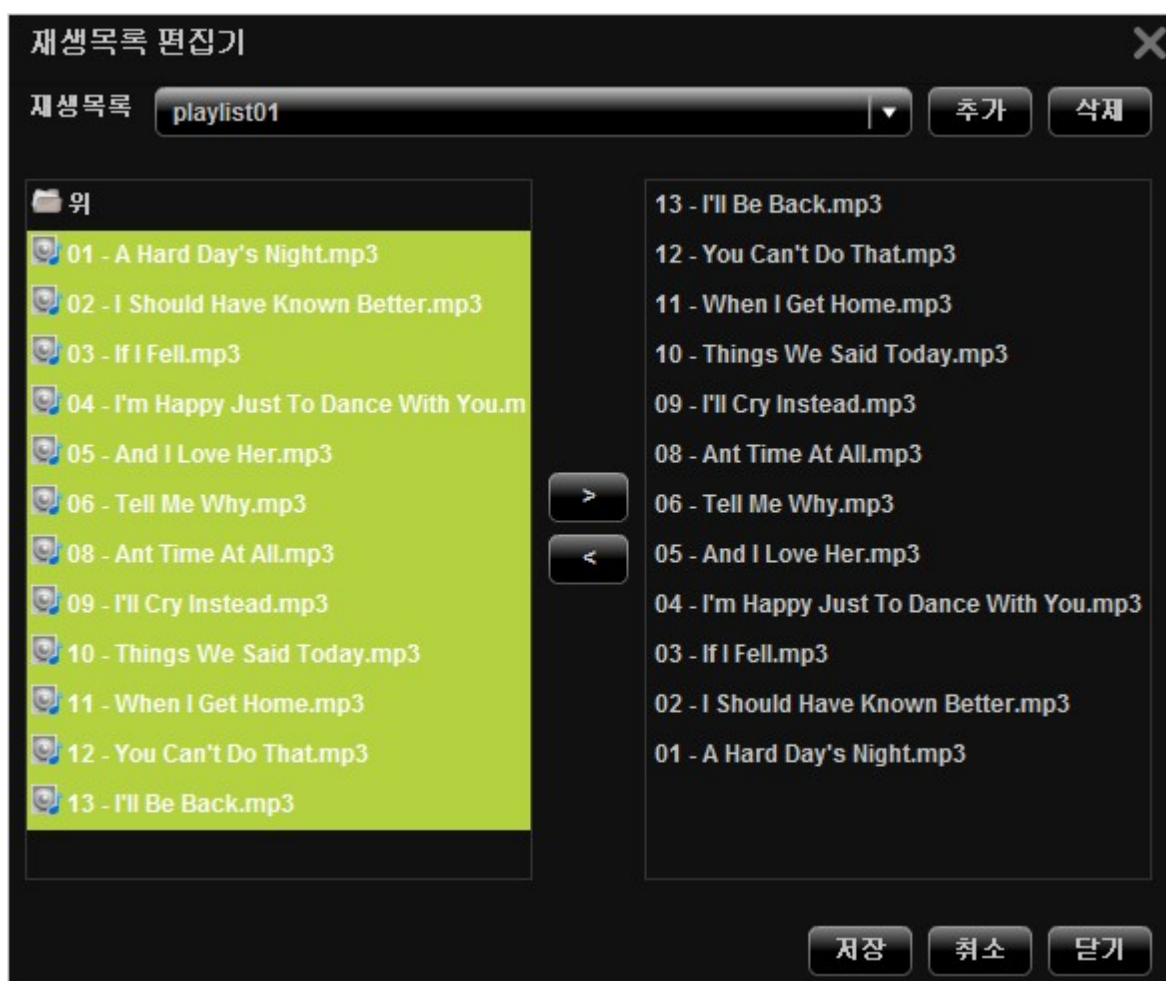 재생목록 편집기
재생목록 playlist01 추가 삭제
위
01 - A Hard Day's Night.mp3
02 - I Should Have Known Better.mp3
03 - If I Fell.mp3
04 - I'm Happy Just To Dance With You.m
05 - And I Love Her.mp3
06 - Tell Me Why.mp3
08 - Ant Time At All.mp3
09 - I'll Cry Instead.mp3
10 - Things We Said Today.mp3
11 - When I Get Home.mp3
12 - You Can't Do That.mp3
13 - I'll Be Back.mp3
>
<
13 - I'll Be Back.mp3
12 - You Can't Do That.mp3
11 - When I Get Home.mp3
10 - Things We Said Today.mp3
09 - I'll Cry Instead.mp3
08 - Ant Time At All.mp3
06 - Tell Me Why.mp3
05 - And I Love Her.mp3
04 - I'm Happy Just To Dance With You.mp3
03 - If I Fell.mp3
02 - I Should Have Known Better.mp3
01 - A Hard Day's Night.mp3
저장 취소 닫기